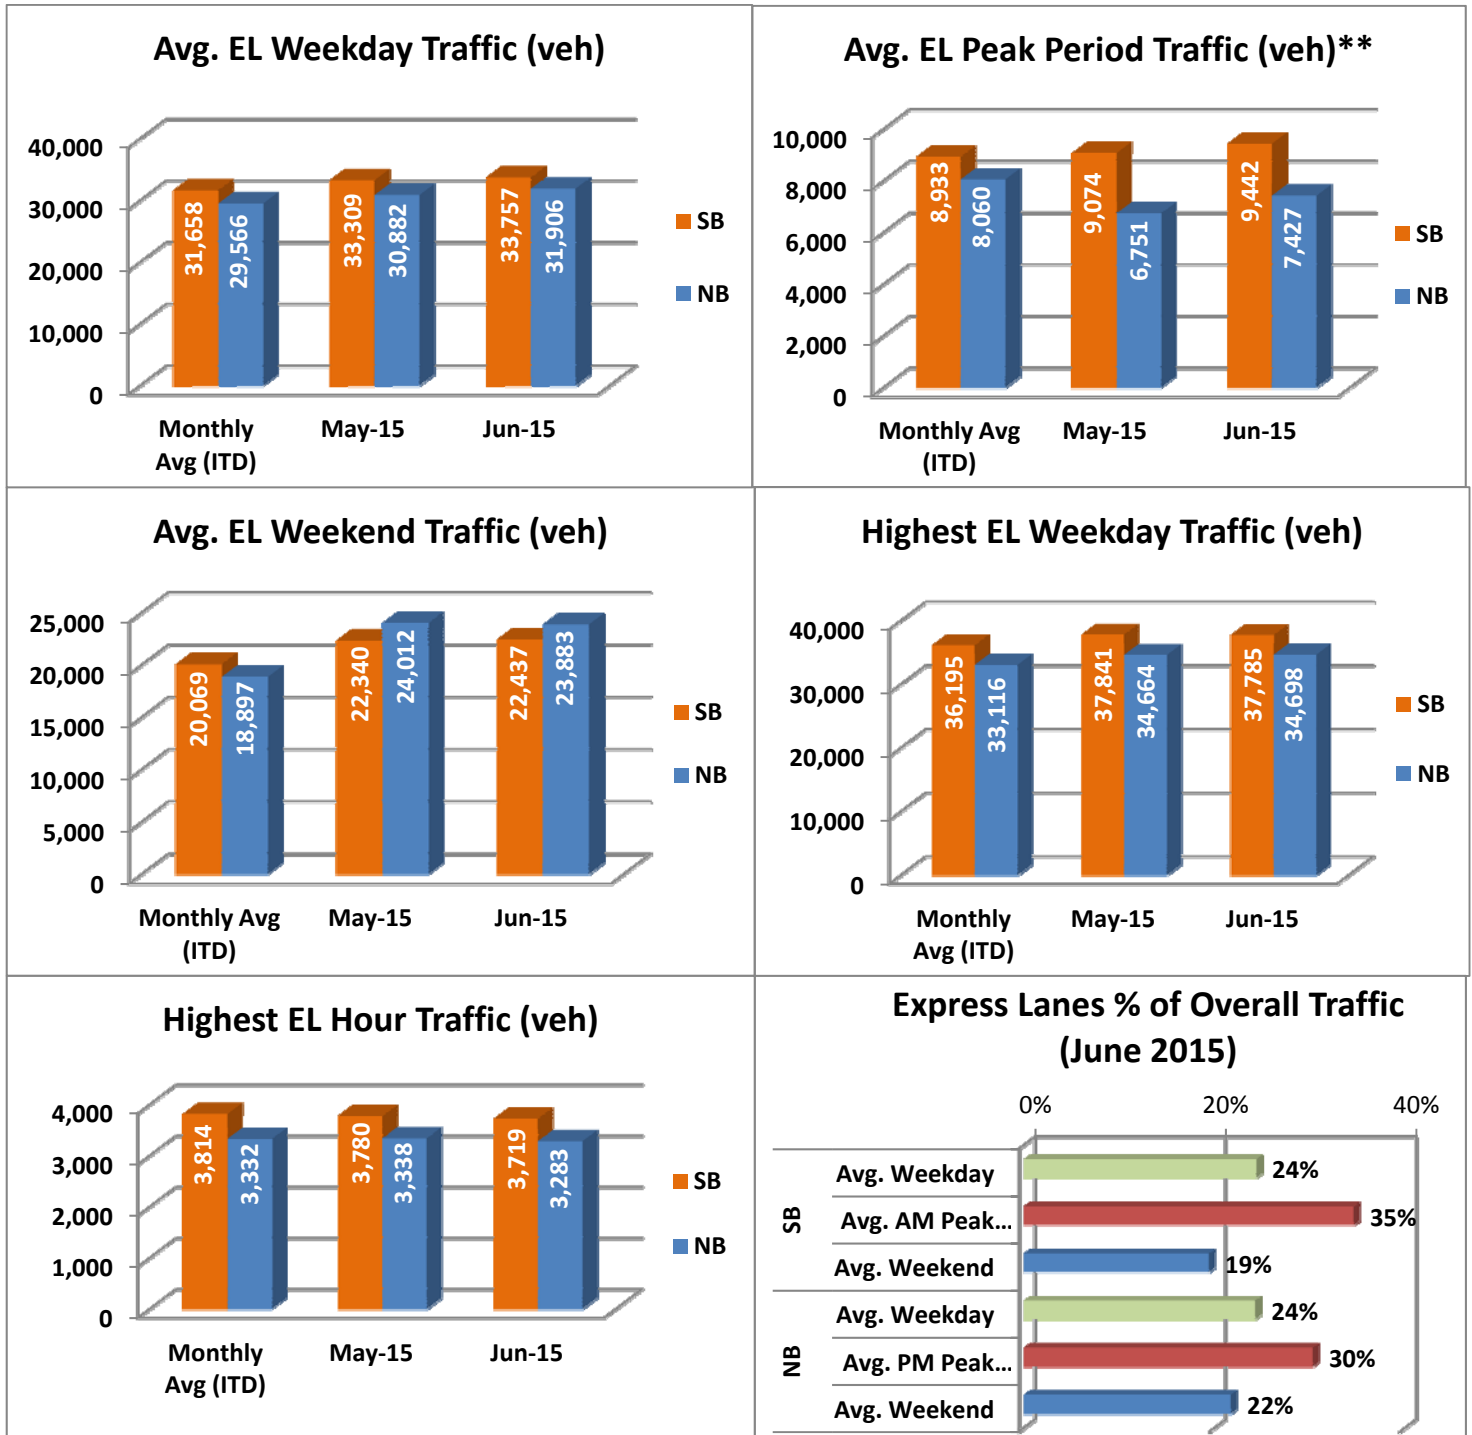 Avg. EL Weekday Traffic (veh)
40,000
30,000
20,000
10,000
0
31,658
29,566
33,309
30,882
33,757
31,906
Monthly
Avg (ITD)
May-15
Jun-15
SB
NB
Avg. EL Peak Period Traffic (veh)**
10,000
8,000
6,000
4,000
2,000
0
8,933
8,060
9,074
6,751
9,442
7,427
Monthly Avg
(ITD)
May-15
Jun-15
SB
NB
Avg. EL Weekend Traffic (veh)
25,000
20,000
15,000
10,000
5,000
0
20,069
18,897
22,340
24,012
22,437
23,883
Monthly Avg
(ITD)
May-15
Jun-15
SB
NB
Highest EL Weekday Traffic (veh)
40,000
30,000
20,000
10,000
0
36,195
33,116
37,841
34,664
37,785
34,698
Monthly
Avg (ITD)
May-15
Jun-15
SB
NB
Highest EL Hour Traffic (veh)
4,000
3,000
2,000
1,000
0
3,814
3,332
3,780
3,338
3,719
3,283
Monthly
Avg (ITD)
May-15
Jun-15
SB
NB
Express Lanes % of Overall Traffic
(June 2015)
0% 20% 40%
SB
Avg. Weekday 24%
Avg. AM Peak... 35%
Avg. Weekend 19%
NB
Avg. Weekday 24%
Avg. PM Peak... 30%
Avg. Weekend 22%